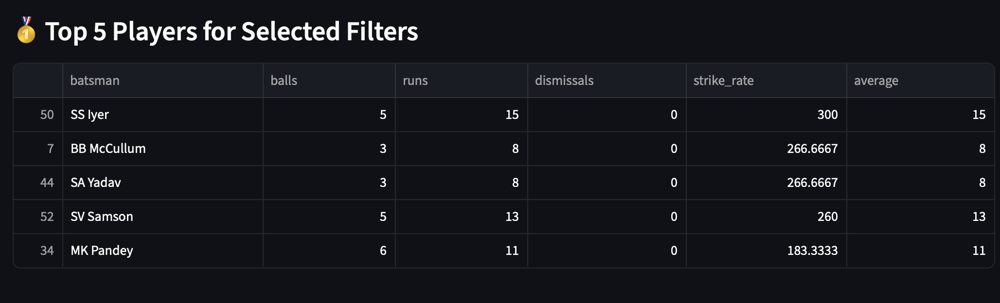 🥇 Top 5 Players for Selected Filters
batsman balls runs dismissals strike_rate average
50 SS Iyer 5 15 0 300 15
7 BB McCullum 3 8 0 266.6667 8
44 SA Yadav 3 8 0 266.6667 8
52 SV Samson 5 13 0 260 13
34 MK Pandey 6 11 0 183.3333 11